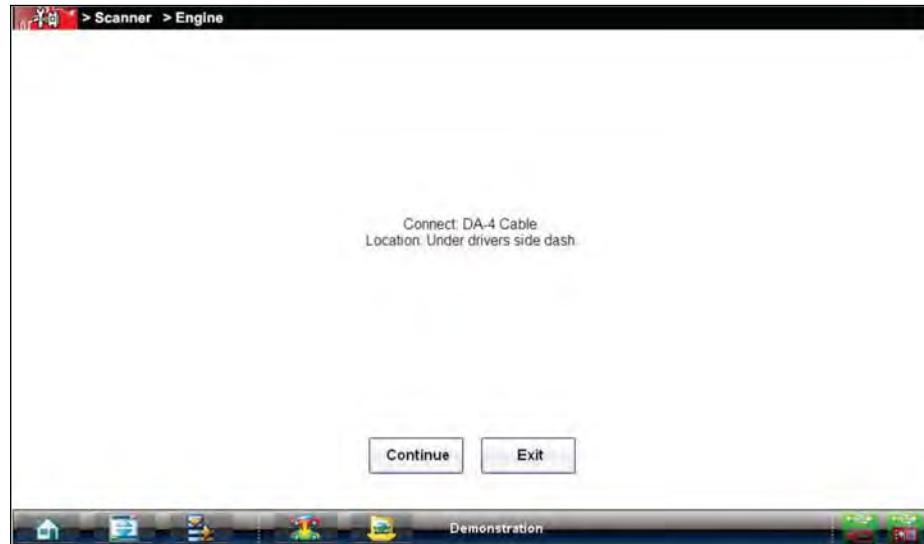 > Scanner > Engine
Connect: DA-4 Cable
Location: Under drivers side dash.
Continue
Exit
Demonstration